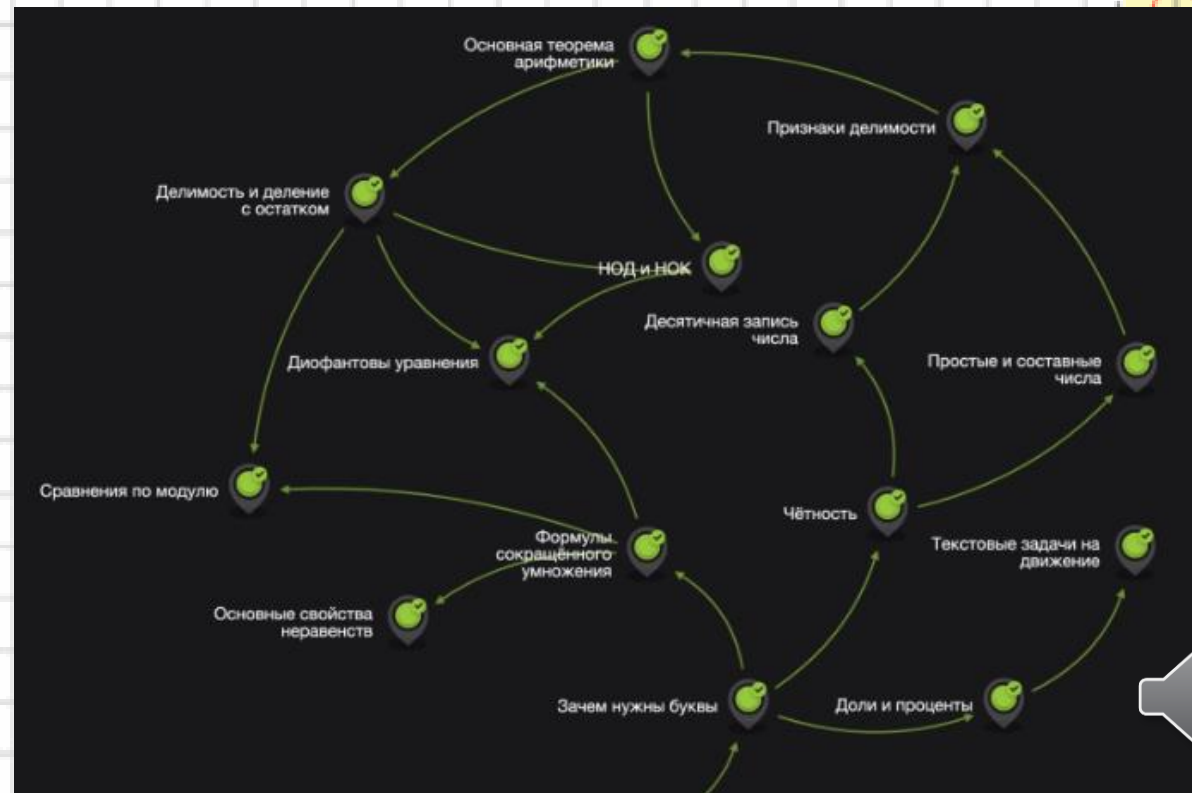 Основная теорема
арифметики
Признаки делимости
Делимость и деление
с остатком
НОД и НОК
Десятичная запись
числа
Диофантовы уравнения
Простые и составные
числа
Сравнения по модулю
Чётность
Формулы
сокращённого
умножения
Текстовые задачи на
движение
Основные свойства
неравенств
Зачем нужны буквы
Доли и проценты